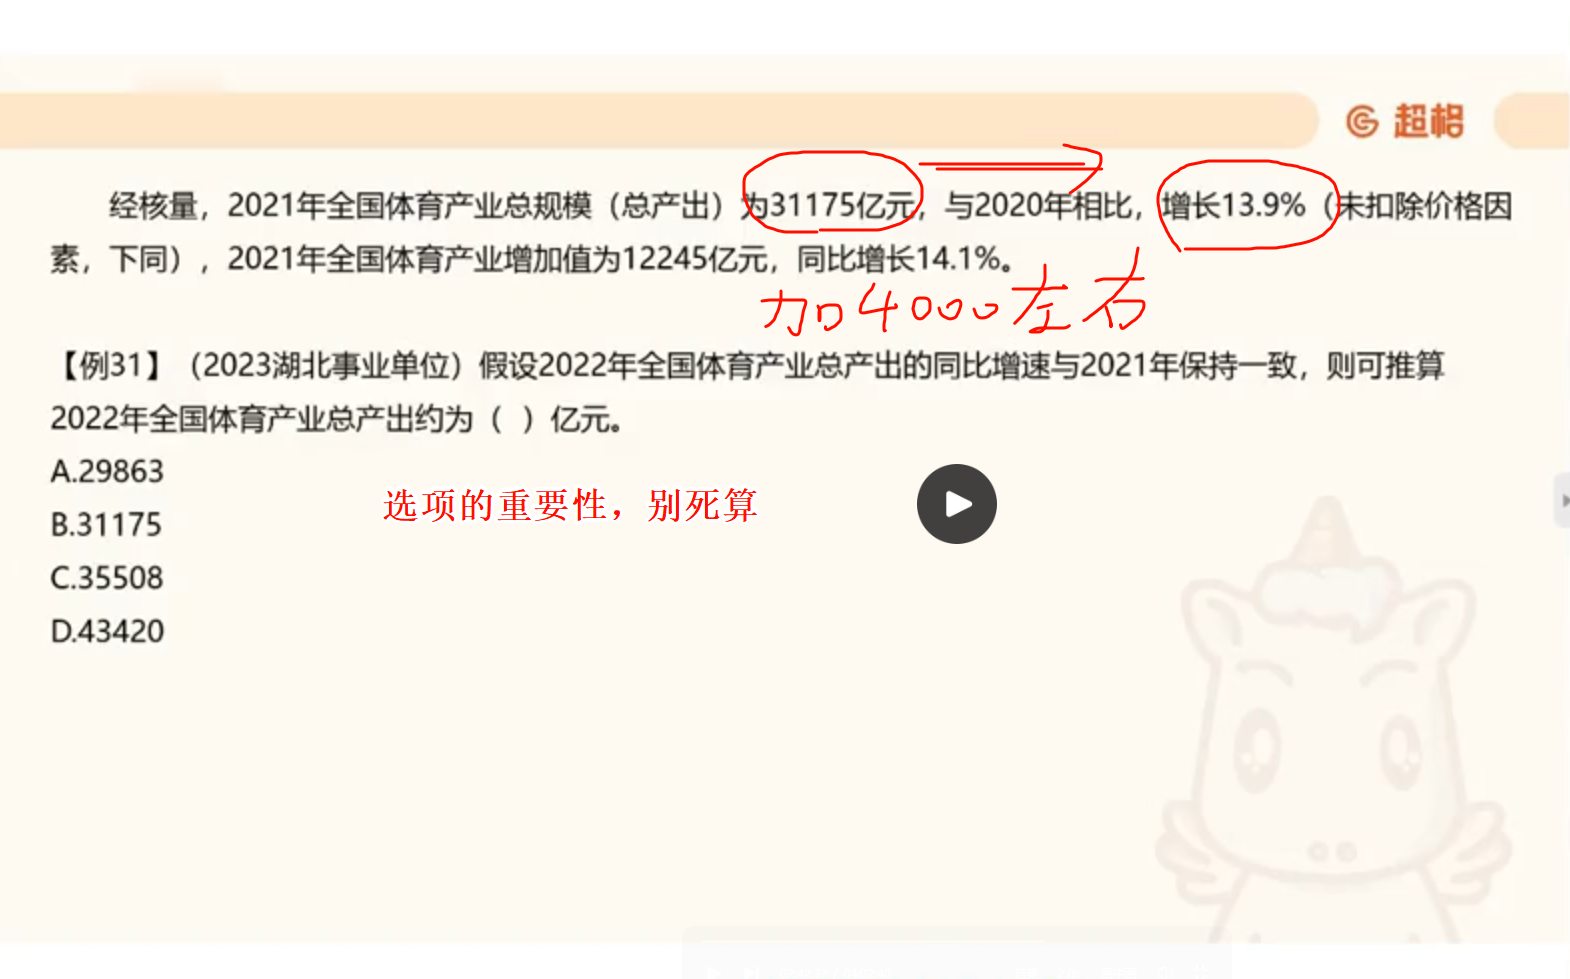 超格
经核量，2021年全国体育产业总规模（总产出）为31175亿元，与2020年相比，增长13.9%（未扣除价格因
素，下同），2021年全国体育产业增加值为12245亿元，同比增长14.1%。
加4000左右
【例31】（2023湖北事业单位）假设2022年全国体育产业总产出的同比增速与2021年保持一致，则可推算
2022年全国体育产业总产出约为（ ）亿元。
A.29863
选项的重要性，别死算
B.31175
C.35508
D.43420